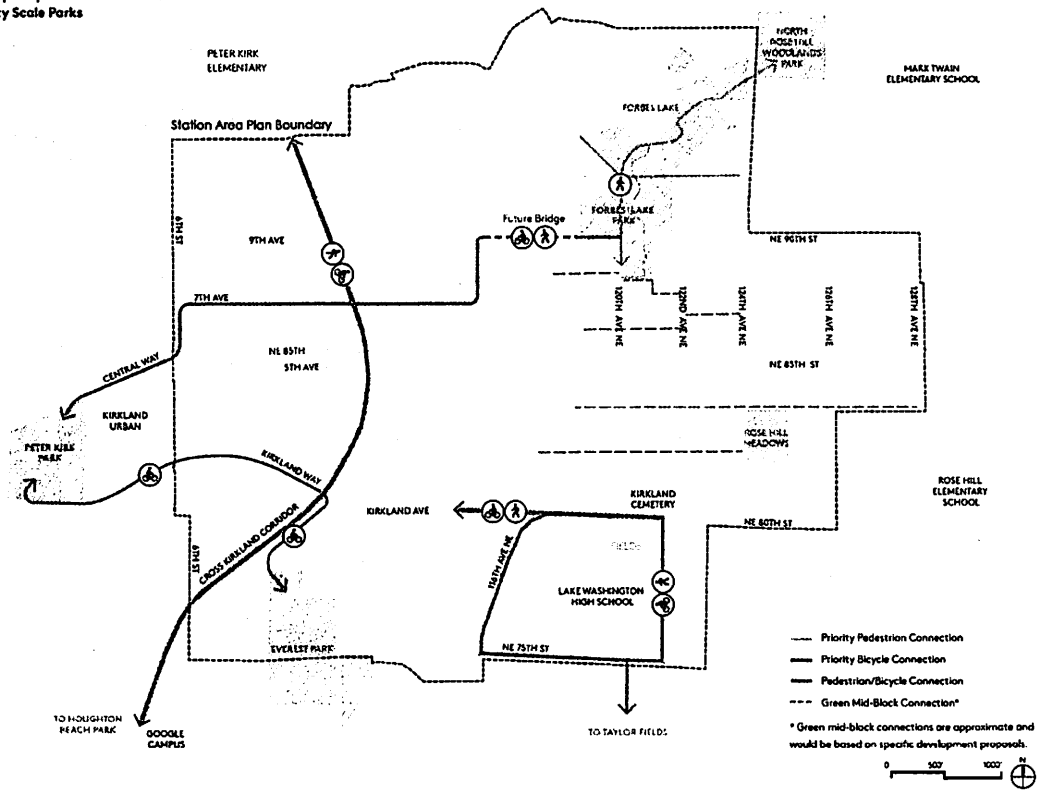 y Scale Parks
PETER KIRK
ELEMENTARY
NORTH
ROSE HILL
WOODLANDS
PARK
MARK TWAIN
ELEMENTARY SCHOOL
FORBES LAKE
Station Area Plan Boundary
FORBES LAKE
PARK
Future Bridge
6TH ST
9TH AVE
NE 90TH ST
7TH AVE
120TH AVE NE
122ND AVE NE
124TH AVE NE
126TH AVE NE
128TH AVE NE
NE 85TH
5TH AVE
NE 85TH ST
CENTRAL WAY
KIRKLAND
URBAN
PETER KIRK
PARK
ROSE HILL
MEADOWS
KIRKLAND WAY
KIRKLAND
CEMETERY
ROSE HILL
ELEMENTARY
SCHOOL
KIRKLAND AVE
NE 80TH ST
CROSS KIRKLAND CORRIDOR
6TH ST
116TH AVE NE
FIELDS
LAKE WASHINGTON
HIGH SCHOOL
EVEREST PARK
NE 75TH ST
TO HOUGHTON
BEACH PARK
GOOGLE
CAMPUS
TO TAYLOR FIELDS
Priority Pedestrian Connection
Priority Bicycle Connection
Pedestrian/Bicycle Connection
Green Mid-Block Connection*
* Green mid-block connections are approximate and
would be based on specific development proposals.
0 500' 1000' N